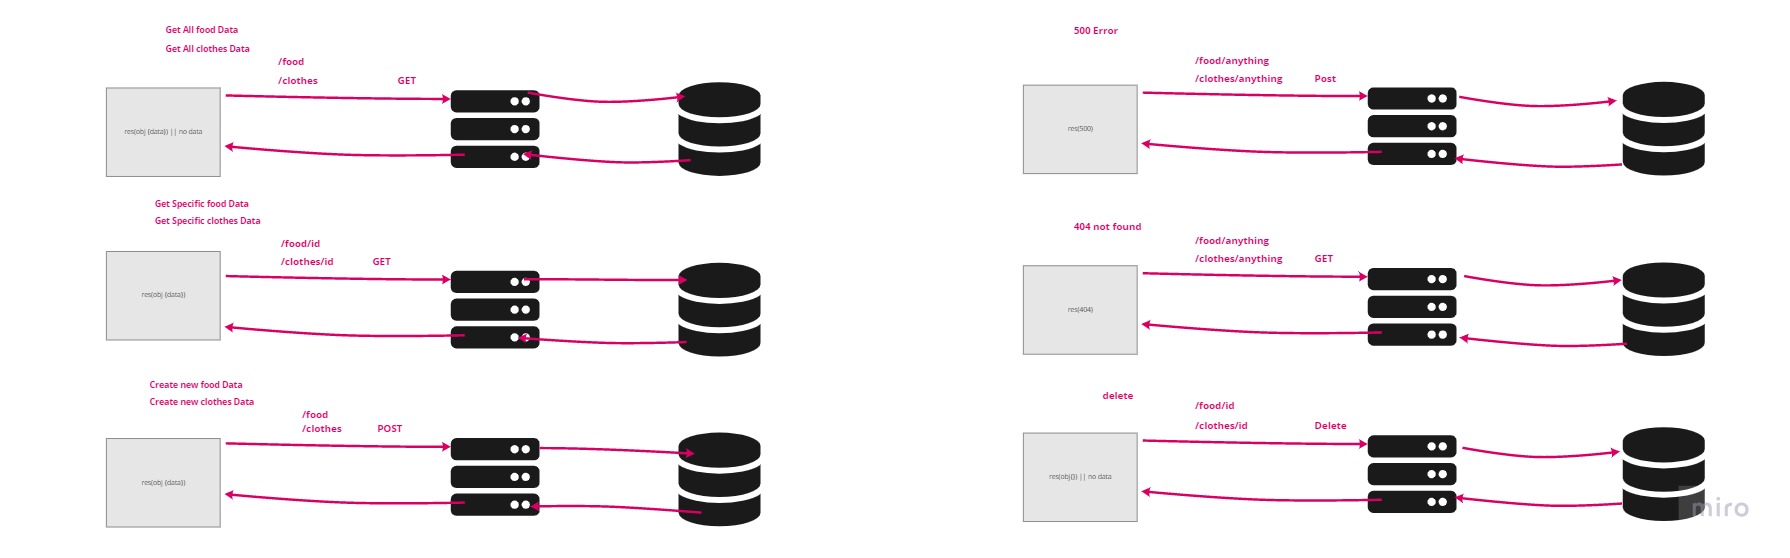 Get All food Data
Get All clothes Data
/food
/clothes
GET
res(obj {data}) || no data
Get Specific food Data
Get Specific clothes Data
/food/id
/clothes/id
GET
res(obj {data})
Create new food Data
Create new clothes Data
/food
/clothes
POST
res(obj {data})
500 Error
/food/anything
/clothes/anything
Post
res(500)
404 not found
/food/anything
/clothes/anything
GET
res(404)
delete
/food/id
/clothes/id
Delete
res(obj{}) || no data
miro